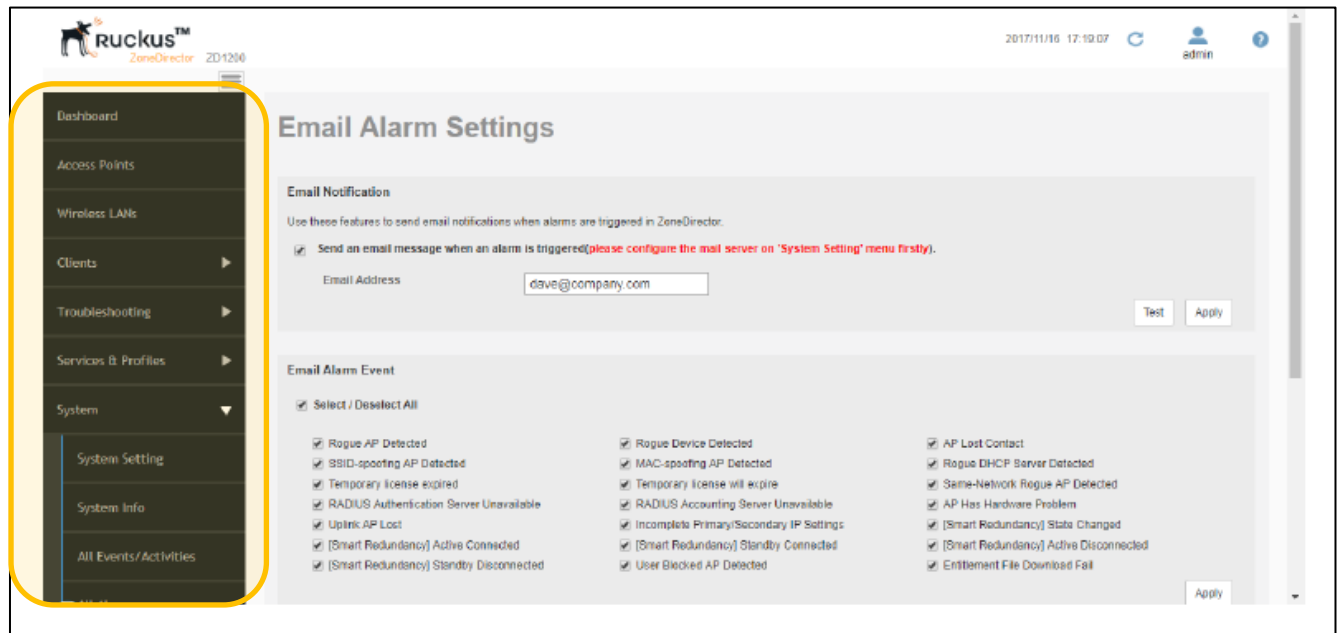 Ruckus™
ZoneDirector ZD1200
2017/11/16 17:19:07
admin
Dashboard
Access Points
Wireless LANs
Clients
Troubleshooting
Services & Profiles
System
System Setting
System Info
All Events/Activities
Email Alarm Settings
Email Notification
Use these features to send email notifications when alarms are triggered in ZoneDirector.
Send an email message when an alarm is triggered(please configure the mail server on 'System Setting' menu firstly).
Email Address dave@company.com
Test Apply
Email Alarm Event
Select / Deselect All
Rogue AP Detected Rogue Device Detected AP Lost Contact
SSID-spoofing AP Detected MAC-spoofing AP Detected Rogue DHCP Server Detected
Temporary license expired Temporary license will expire Same-Network Rogue AP Detected
RADIUS Authentication Server Unavailable RADIUS Accounting Server Unavailable AP Has Hardware Problem
Uplink AP Lost Incomplete Primary/Secondary IP Settings [Smart Redundancy] State Changed
[Smart Redundancy] Active Connected [Smart Redundancy] Standby Connected [Smart Redundancy] Active Disconnected
[Smart Redundancy] Standby Disconnected User Blocked AP Detected Entitlement File Download Fail
Apply